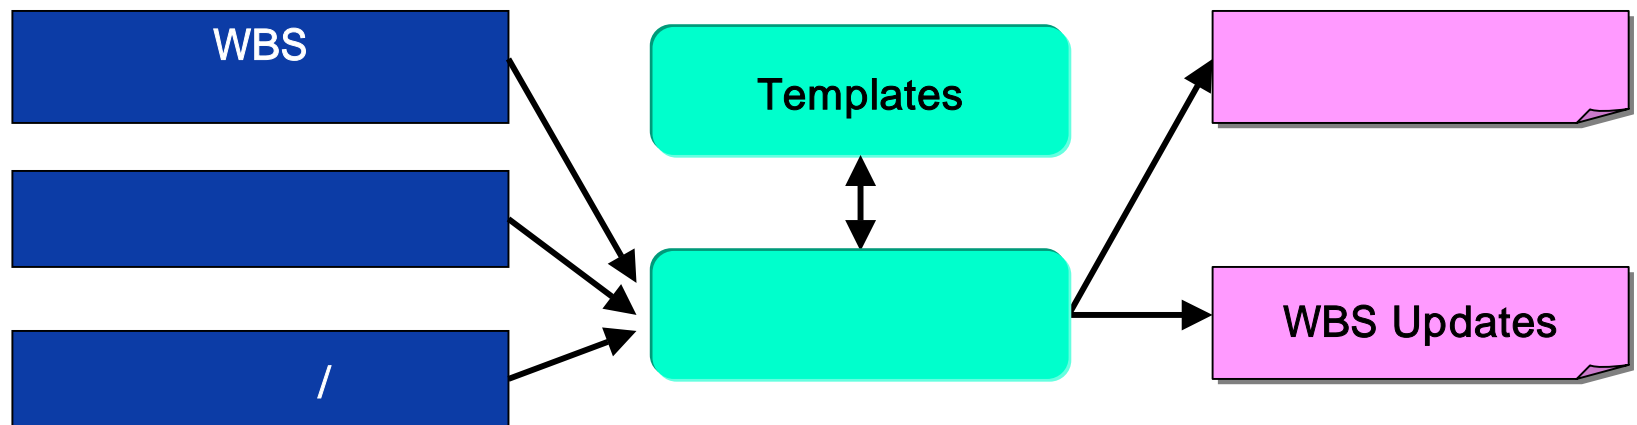 WBS
Templates
/
WBS Updates